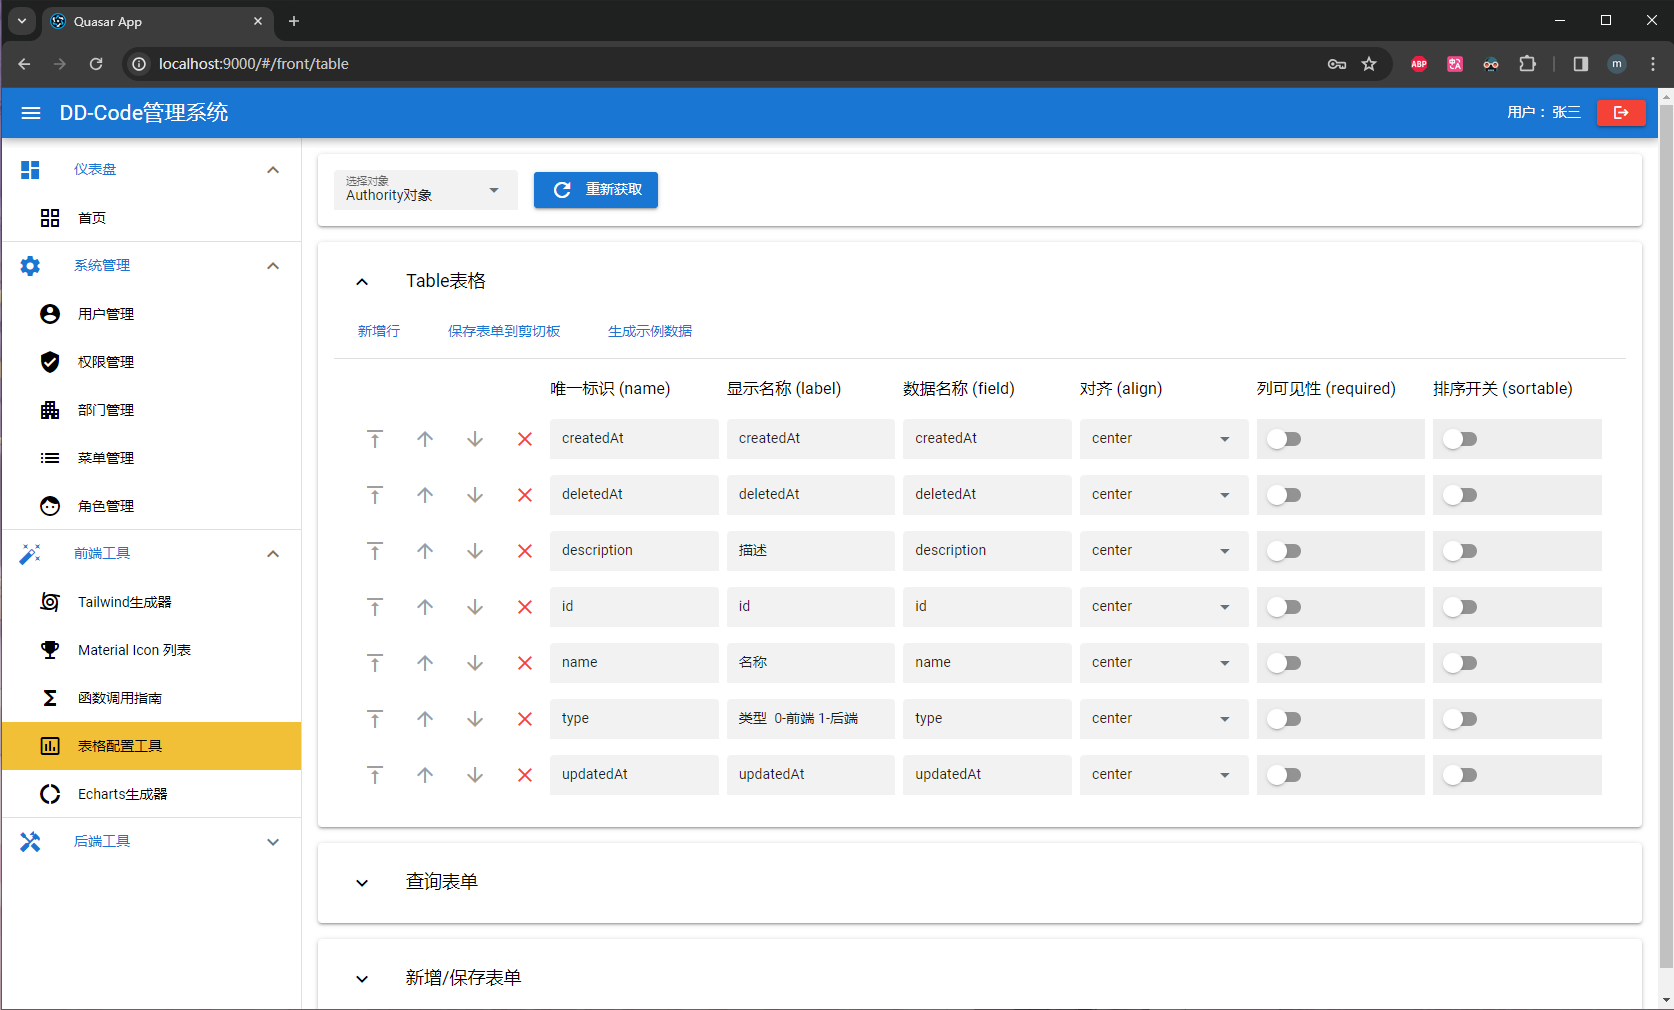 Quasar App
localhost:9000/#/front/table
ABP
m
DD-Code管理系统
用户： 张三
仪表盘
首页
系统管理
用户管理
权限管理
部门管理
菜单管理
角色管理
前端工具
Tailwind生成器
Material Icon 列表
函数调用指南
表格配置工具
Echarts生成器
后端工具
选择对象
Authority对象
重新获取
Table表格
新增行 保存表单到剪切板 生成示例数据
唯一标识 (name) 显示名称 (label) 数据名称 (field) 对齐 (align) 列可见性 (required) 排序开关 (sortable)
createdAt createdAt createdAt center
deletedAt deletedAt deletedAt center
description 描述 description center
id id id center
name 名称 name center
type 类型 0-前端 1-后端 type center
updatedAt updatedAt updatedAt center
查询表单
新增/保存表单